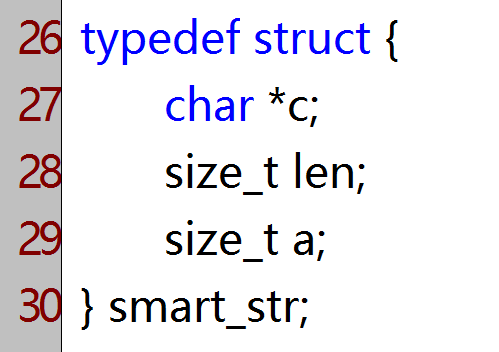 26 typedef struct {
27 char *c;
28 size_t len;
29 size_t a;
30 } smart_str;